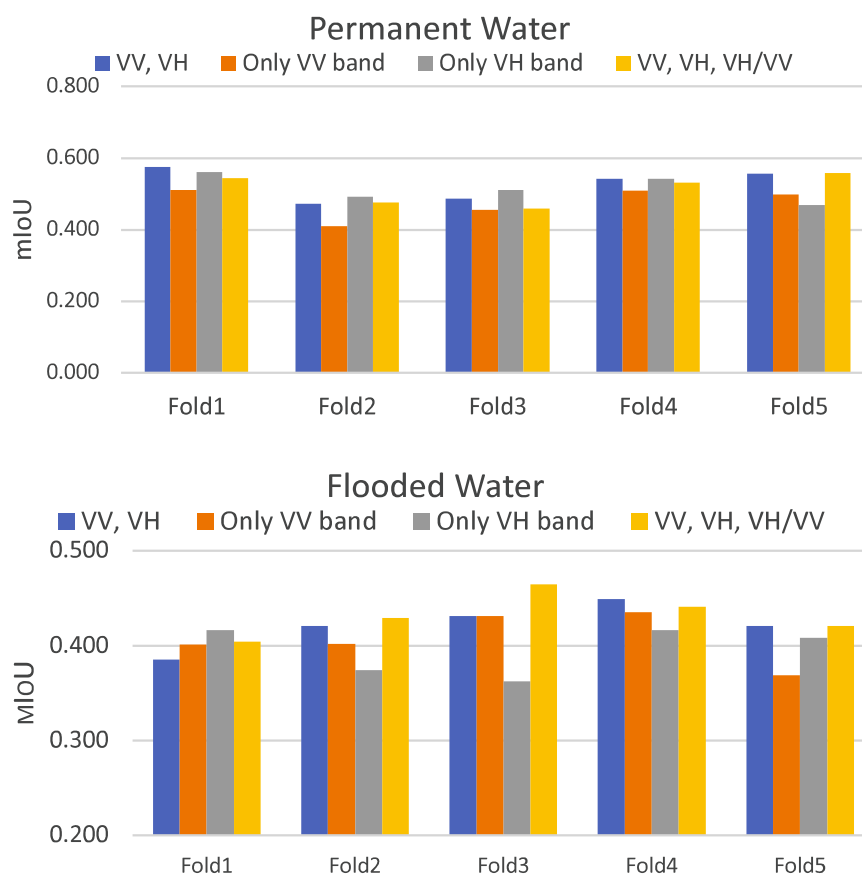 Permanent Water
VV, VH Only VV band Only VH band VV, VH, VH/VV
0.800
0.600
0.400
0.200
0.000
mIoU
Fold1 Fold2 Fold3 Fold4 Fold5
Flooded Water
VV, VH Only VV band Only VH band VV, VH, VH/VV
0.500
0.400
0.300
0.200
MIoU
Fold1 Fold2 Fold3 Fold4 Fold5